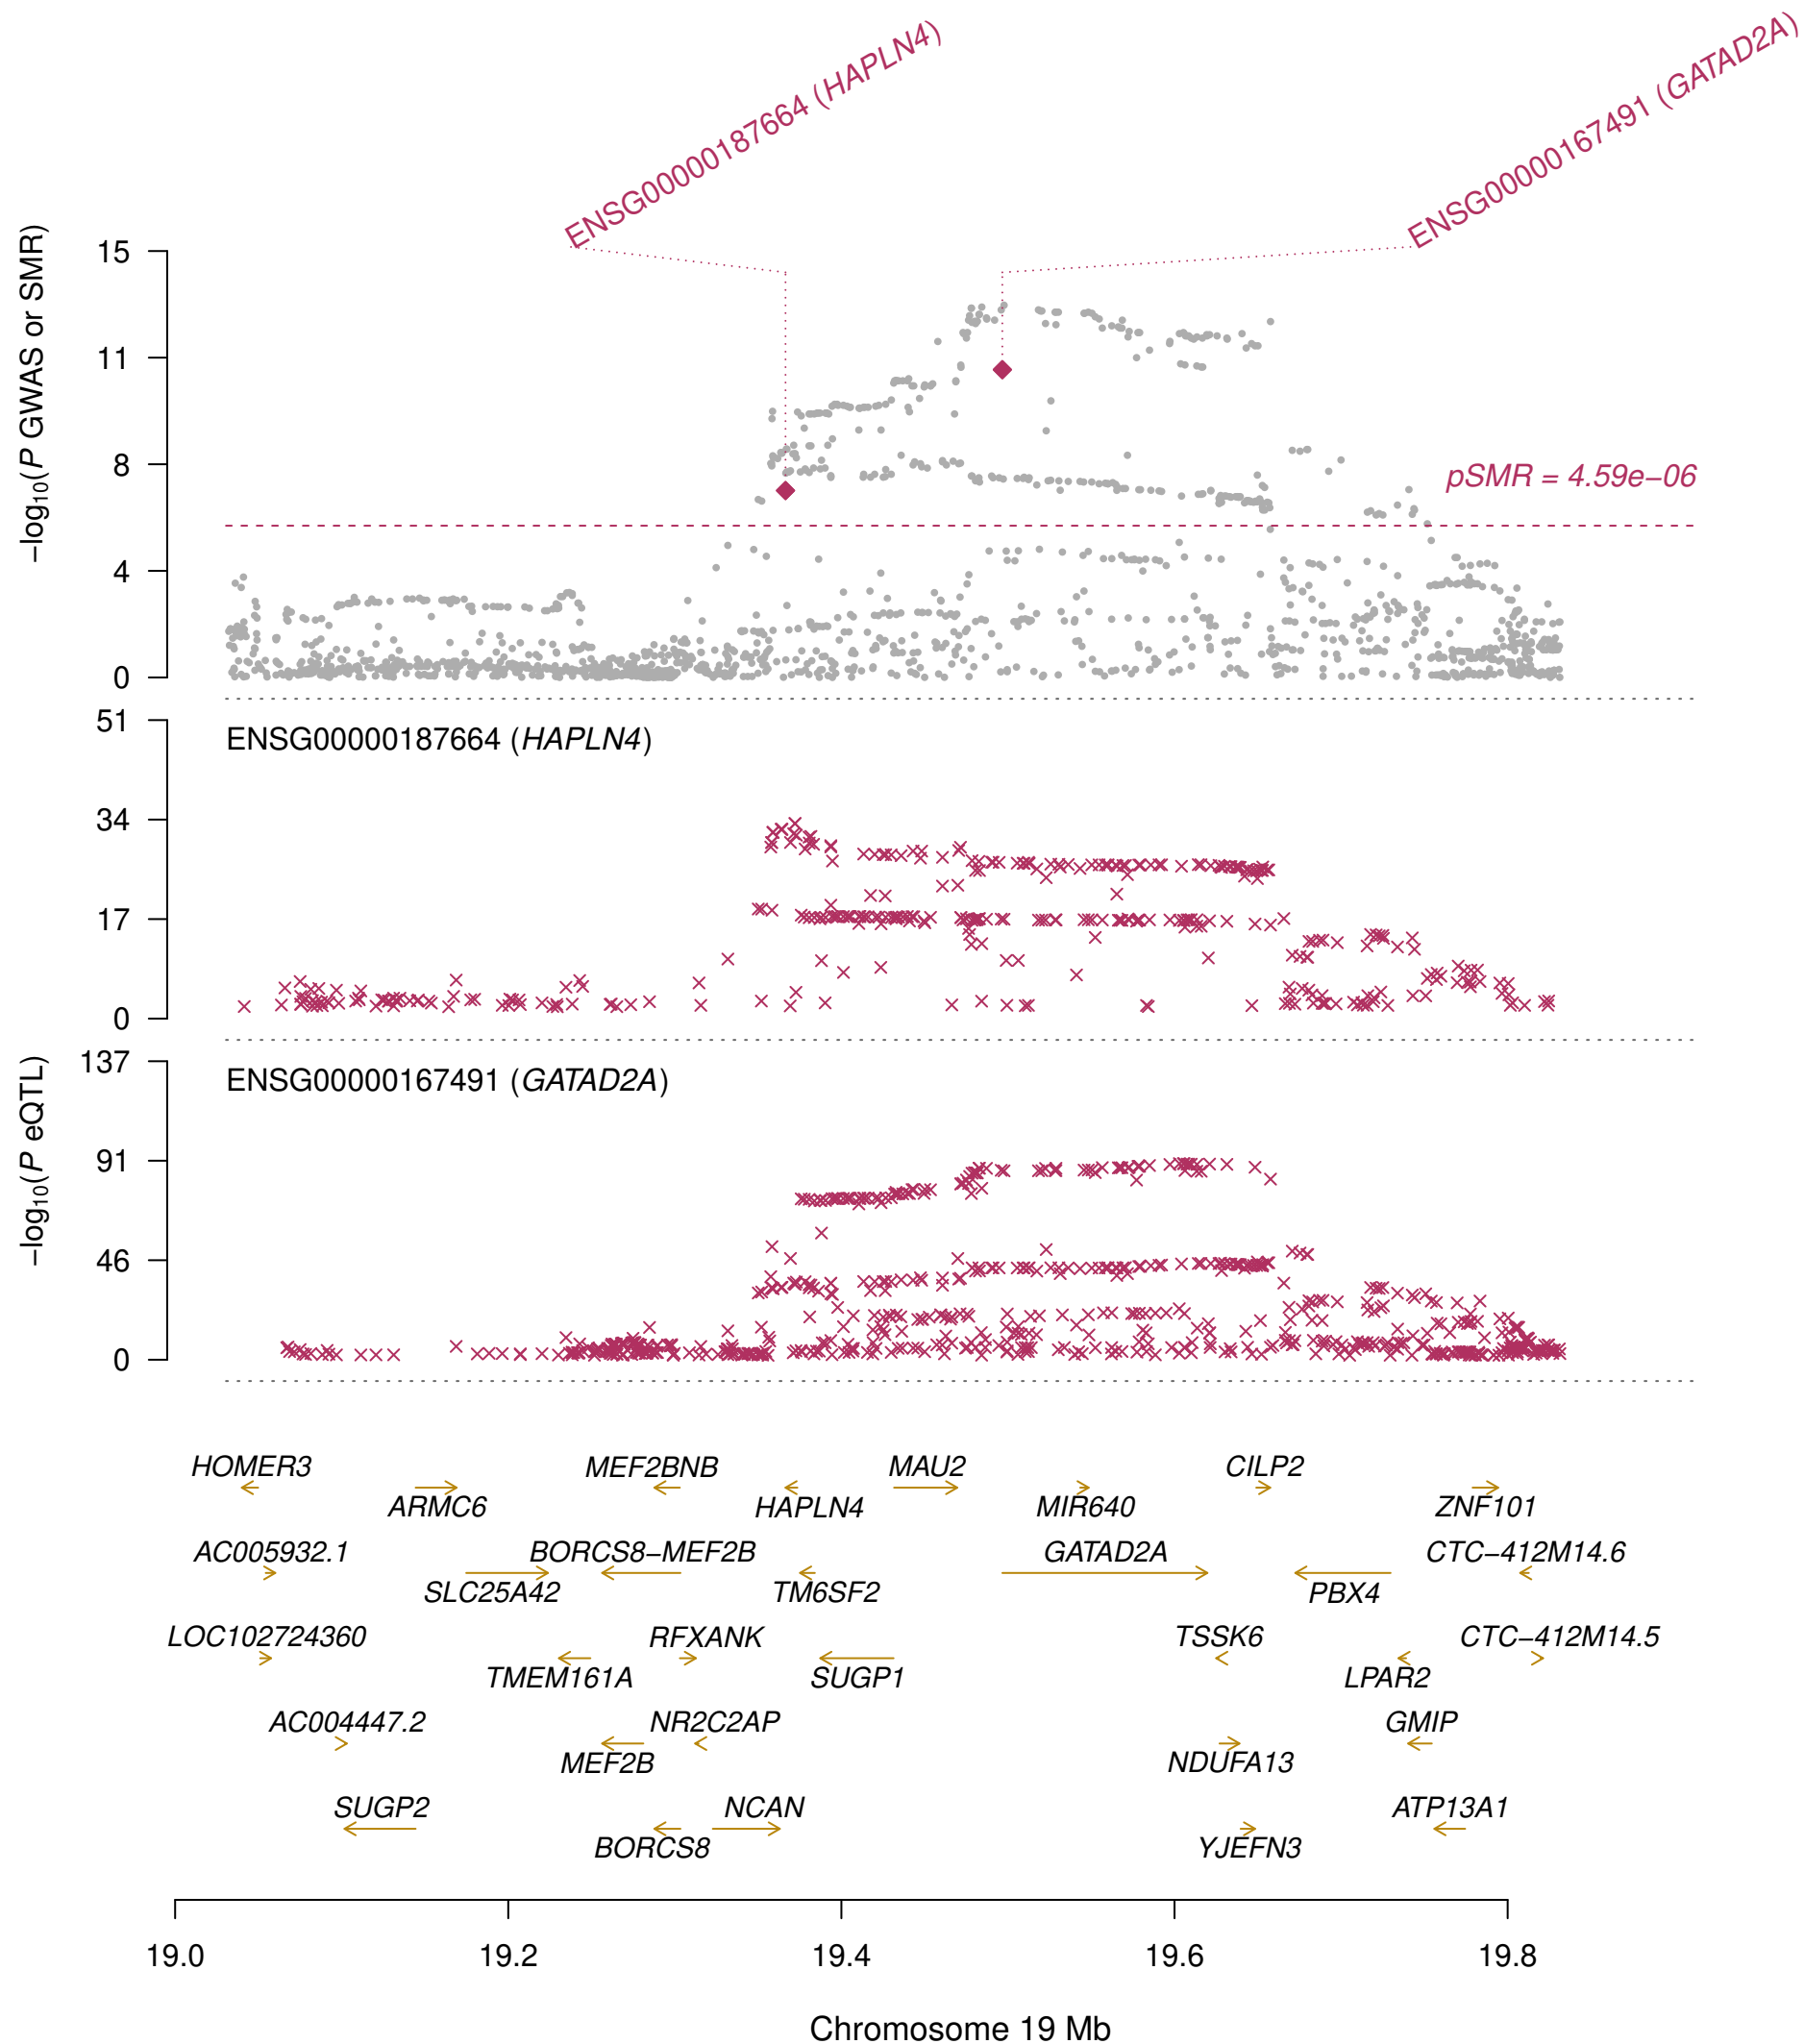 ENSG00000187664 (HAPLN4)
ENSG00000167491 (GATAD2A)
−log10(P GWAS or SMR)
15
11
8
4
0
pSMR = 4.59e−06
51
34
17
0
ENSG00000187664 (HAPLN4)
−log10(P eQTL)
137
91
46
0
ENSG00000167491 (GATAD2A)
HOMER3 MEF2BNB MAU2 CILP2
ARMC6 HAPLN4 MIR640 ZNF101
AC005932.1 BORCS8−MEF2B GATAD2A CTC−412M14.6
SLC25A42 TM6SF2 PBX4
LOC102724360 RFXANK TSSK6 CTC−412M14.5
TMEM161A SUGP1 LPAR2
AC004447.2 NR2C2AP GMIP
MEF2B NDUFA13
SUGP2 NCAN ATP13A1
BORCS8 YJEFN3
19.0 19.2 19.4 19.6 19.8
Chromosome 19 Mb